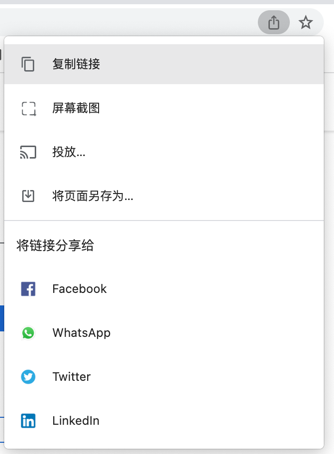 复制链接
屏幕截图
投放...
将页面另存为...
将链接分享给
Facebook
WhatsApp
Twitter
LinkedIn